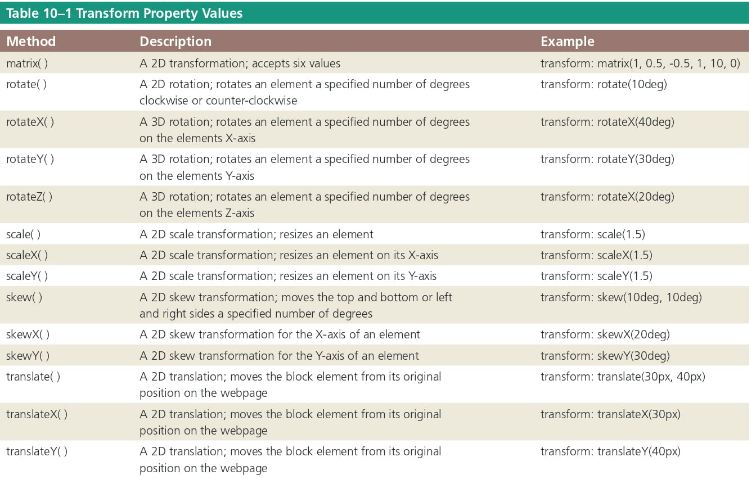 Table 10–1 Transform Property Values
Method Description Example
matrix( ) A 2D transformation; accepts six values transform: matrix(1, 0.5, -0.5, 1, 10, 0)
rotate( ) A 2D rotation; rotates an element a specified number of degrees transform: rotate(10deg)
clockwise or counter-clockwise
rotateX( ) A 3D rotation; rotates an element a specified number of degrees transform: rotateX(40deg)
on the elements X-axis
rotateY( ) A 3D rotation; rotates an element a specified number of degrees transform: rotateY(30deg)
on the elements Y-axis
rotateZ( ) A 3D rotation; rotates an element a specified number of degrees transform: rotateX(20deg)
on the elements Z-axis
scale( ) A 2D scale transformation; resizes an element transform: scale(1.5)
scaleX( ) A 2D scale transformation; resizes an element on its X-axis transform: scaleX(1.5)
scaleY( ) A 2D scale transformation; resizes an element on its Y-axis transform: scaleY(1.5)
skew( ) A 2D skew transformation; moves the top and bottom or left transform: skew(10deg, 10deg)
and right sides a specified number of degrees
skewX( ) A 2D skew transformation for the X-axis of an element transform: skewX(20deg)
skewY( ) A 2D skew transformation for the Y-axis of an element transform: skewY(30deg)
translate( ) A 2D translation; moves the block element from its original transform: translate(30px, 40px)
position on the webpage
translateX( ) A 2D translation; moves the block element from its original transform: translateX(30px)
position on the webpage
translateY( ) A 2D translation; moves the block element from its original transform: translateY(40px)
position on the webpage